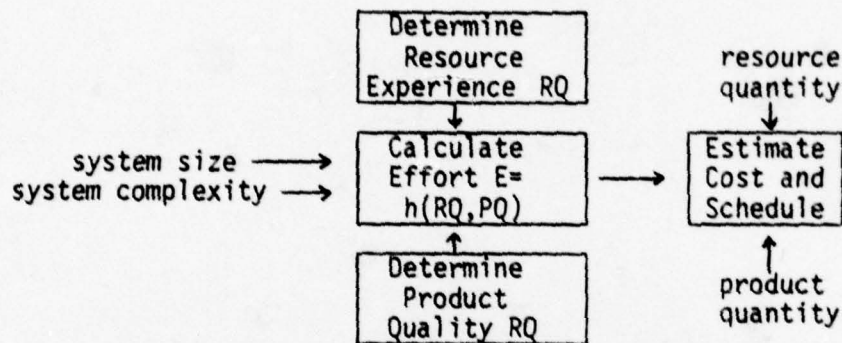 Determine
Resource
Experience RQ
resource
quantity
system size
system complexity
Calculate
Effort E=
h(RQ,PQ)
Estimate
Cost and
Schedule
Determine
Product
Quality RQ
product
quantity